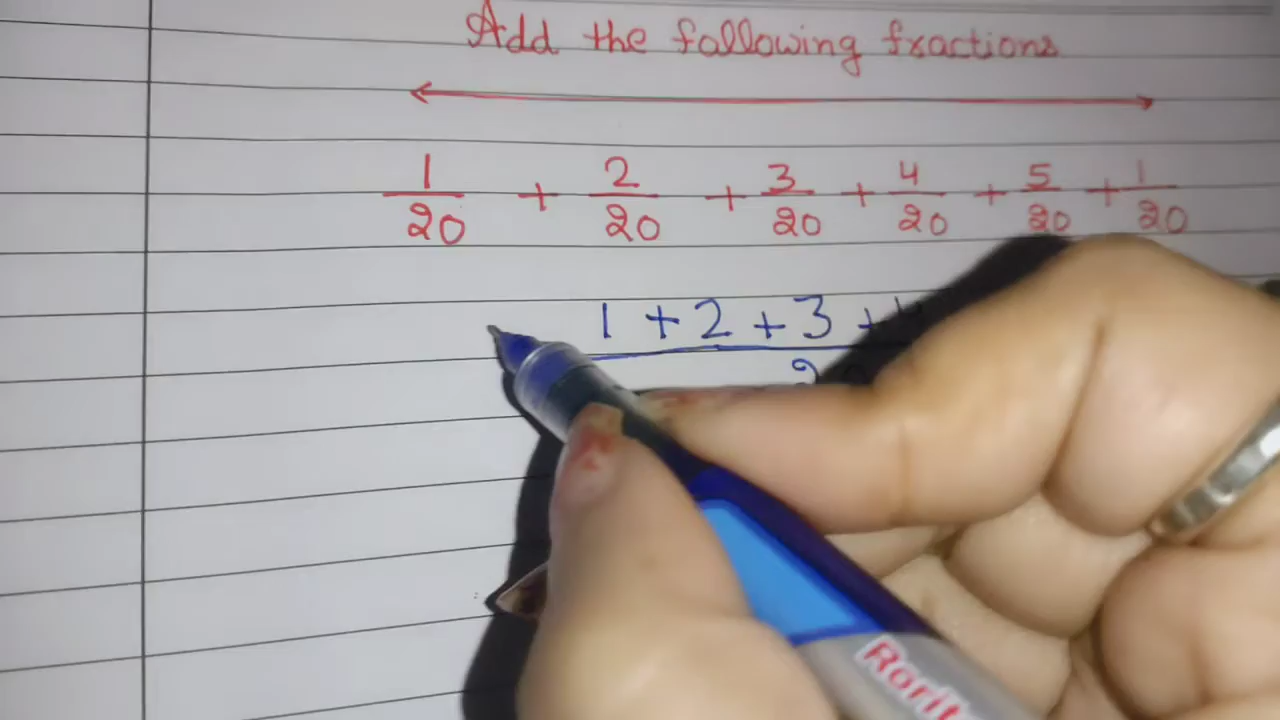 Add the following fractions
1/20 + 2/20 + 3/20 + 4/20 + 5/20 + 1/20
1 + 2 + 3 +
2